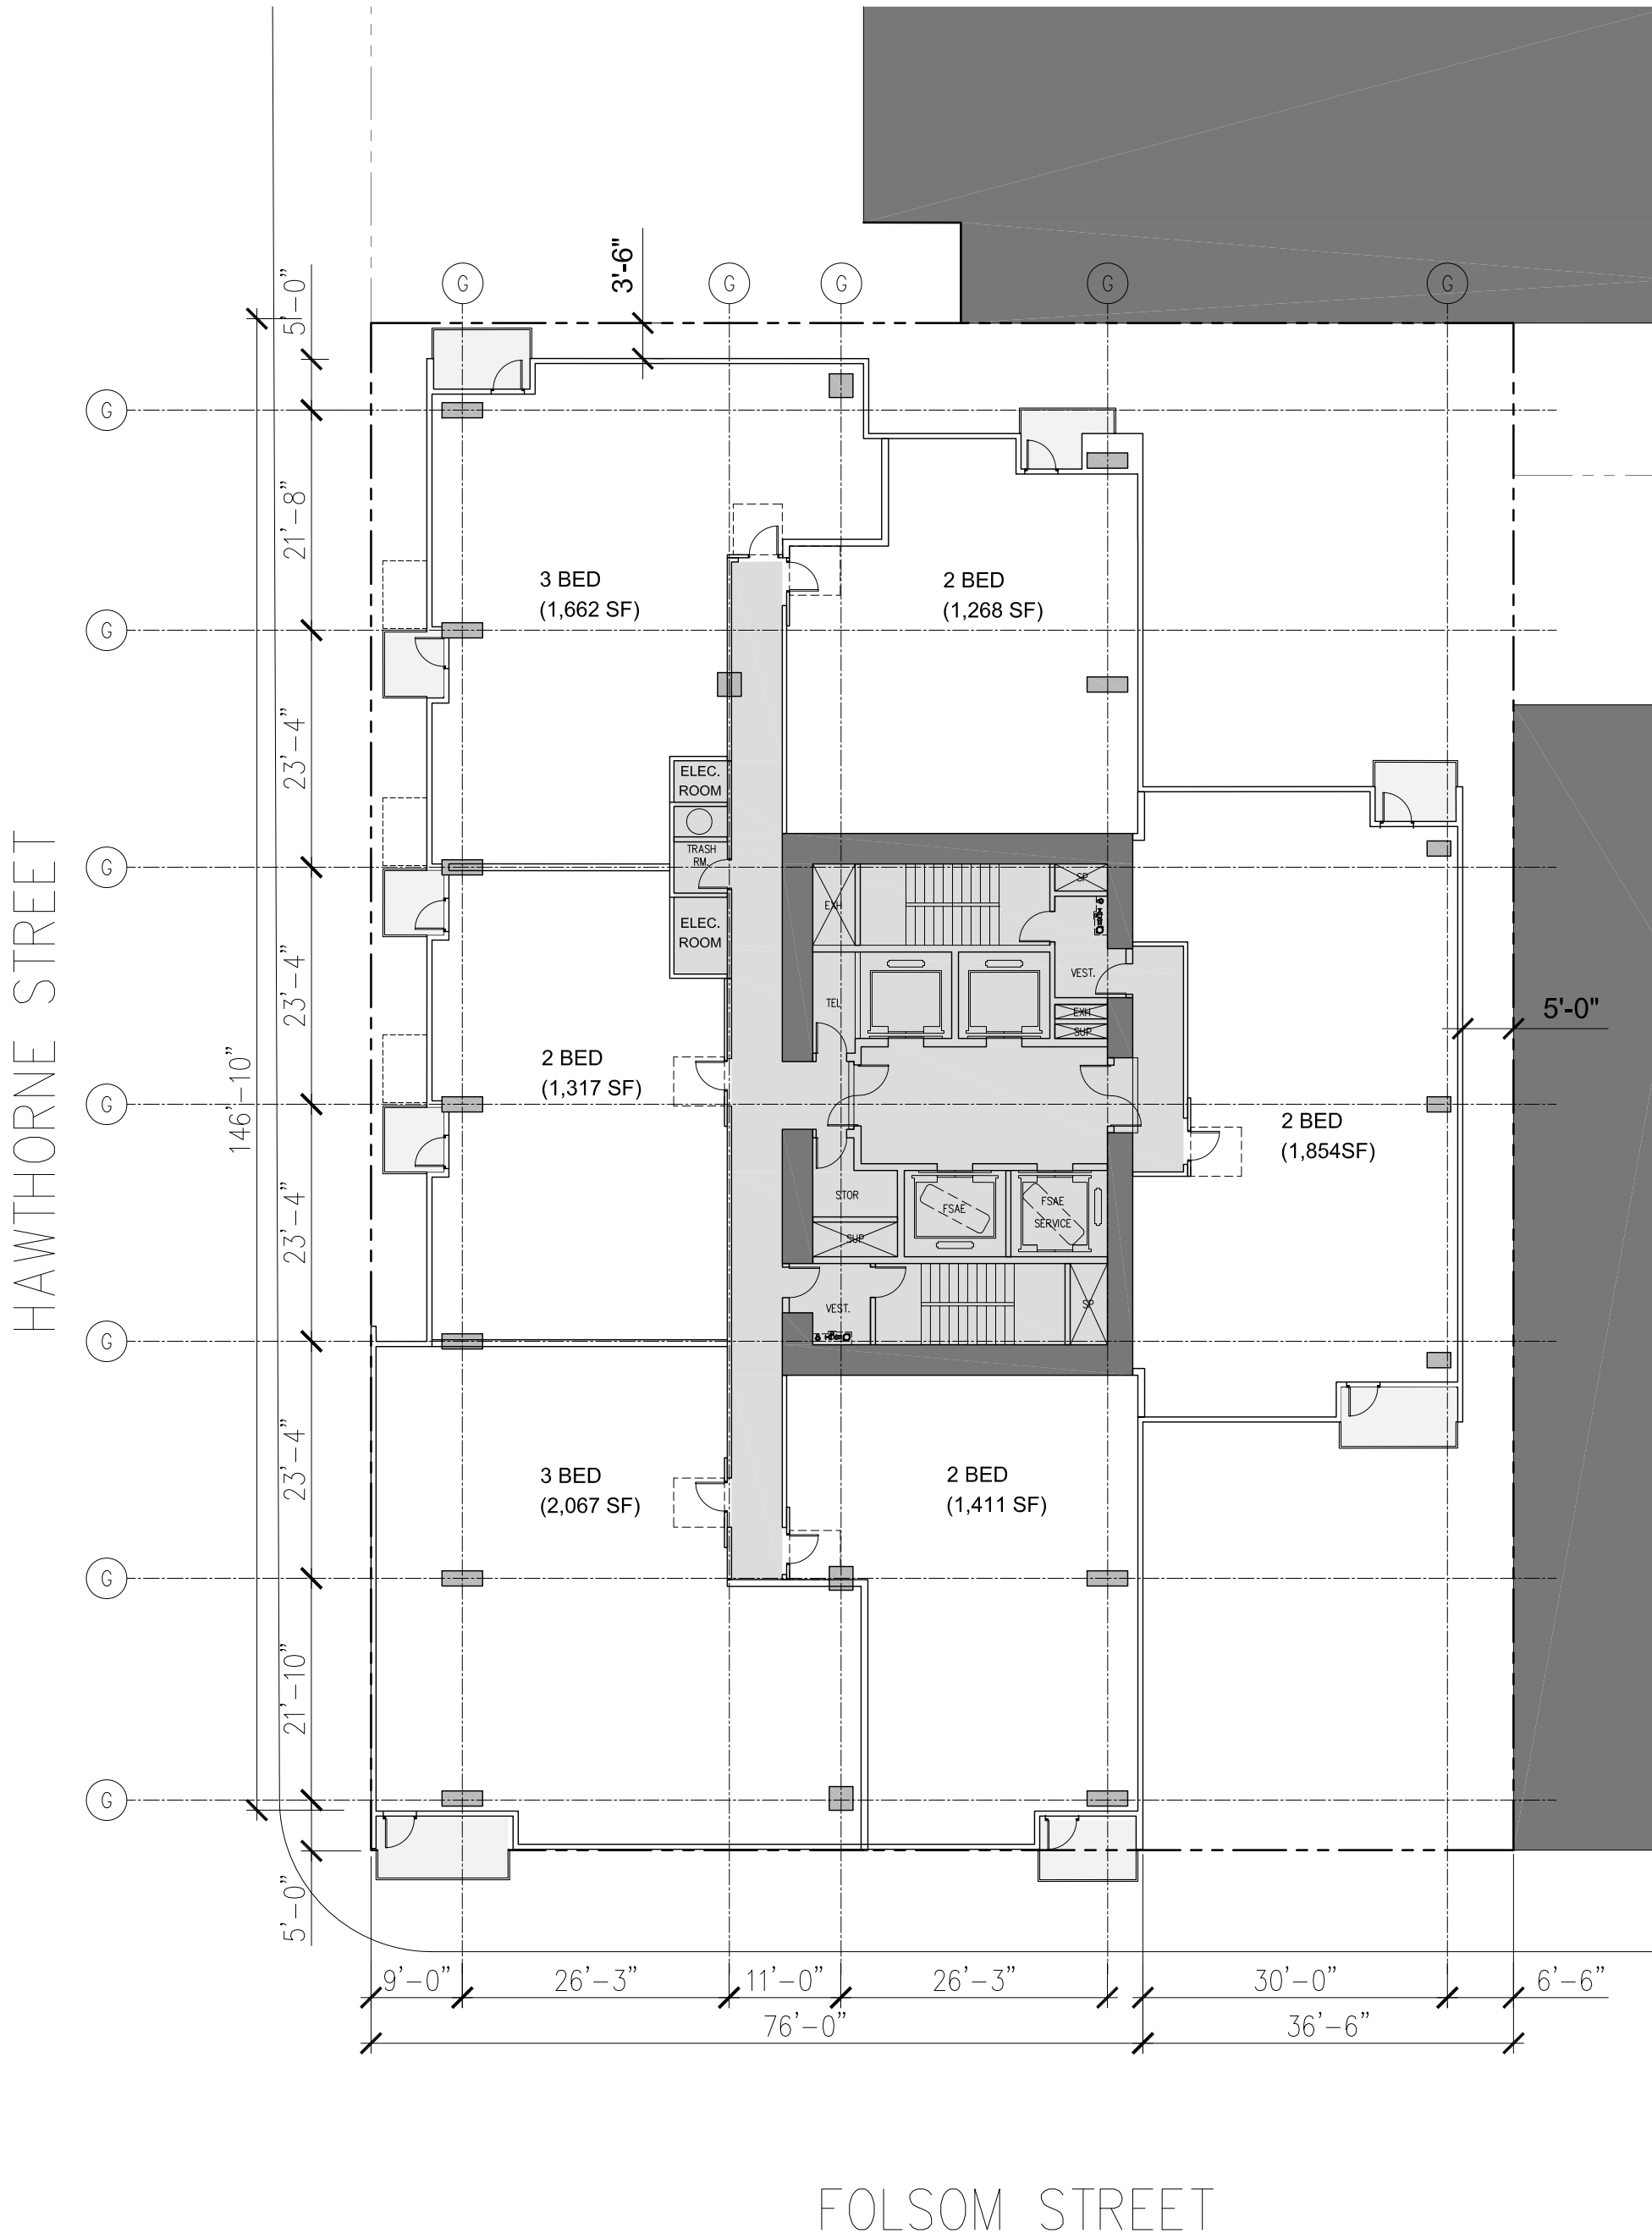 3'-6"
G G G G G
5'-0"
G
21'-8"
3 BED
(1,662 SF)
2 BED
(1,268 SF)
G
23'-4"
ELEC.
ROOM
TRASH
RM.
G
SP
EXH
ELEC.
ROOM
VEST.
23'-4"
TEL
EXH
SUP
5'-0"
HAWTHORNE STREET
146'-10"
2 BED
(1,317 SF)
G
2 BED
(1,854SF)
23'-4"
STOR
FSAE
FSAE
SERVICE
SUP
VEST.
SP
G
23'-4"
3 BED
(2,067 SF)
2 BED
(1,411 SF)
G
21'-10"
G
5'-0"
9'-0" 26'-3" 11'-0" 26'-3" 30'-0" 6'-6"
76'-0" 36'-6"
FOLSOM STREET